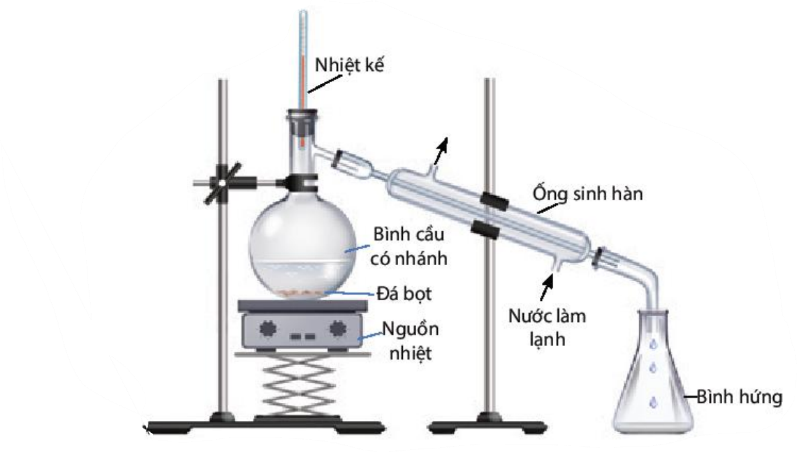 Nhiệt kế
Ống sinh hàn
Bình cầu
có nhánh
Đá bọt
Nguồn
nhiệt
Nước làm
lạnh
Bình hứng